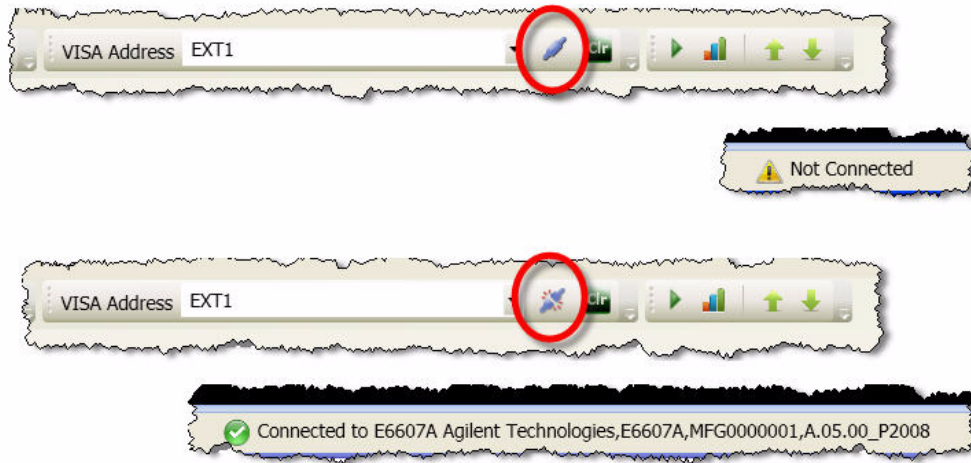 VISA Address EXT1 Clr
Not Connected
VISA Address EXT1 Clr
Connected to E6607A Agilent Technologies,E6607A,MFG0000001,A.05.00_P2008